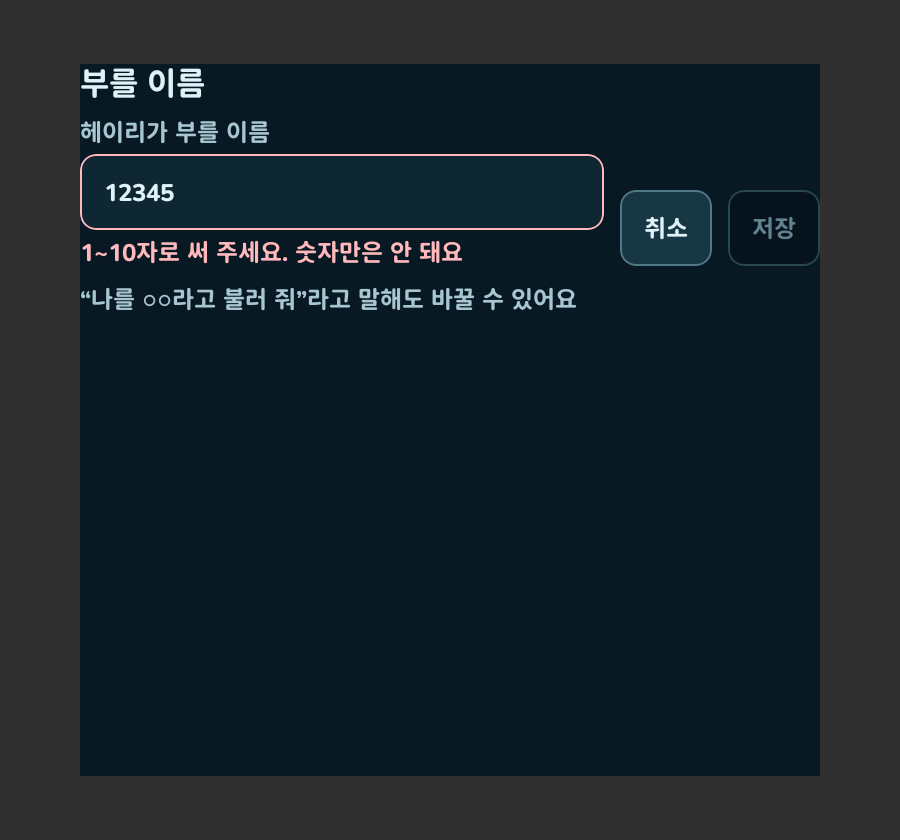 부를 이름
헤이리가 부를 이름
12345
취소
저장
1~10자로 써 주세요. 숫자만은 안 돼요
“나를 ○○라고 불러 줘”라고 말해도 바꿀 수 있어요